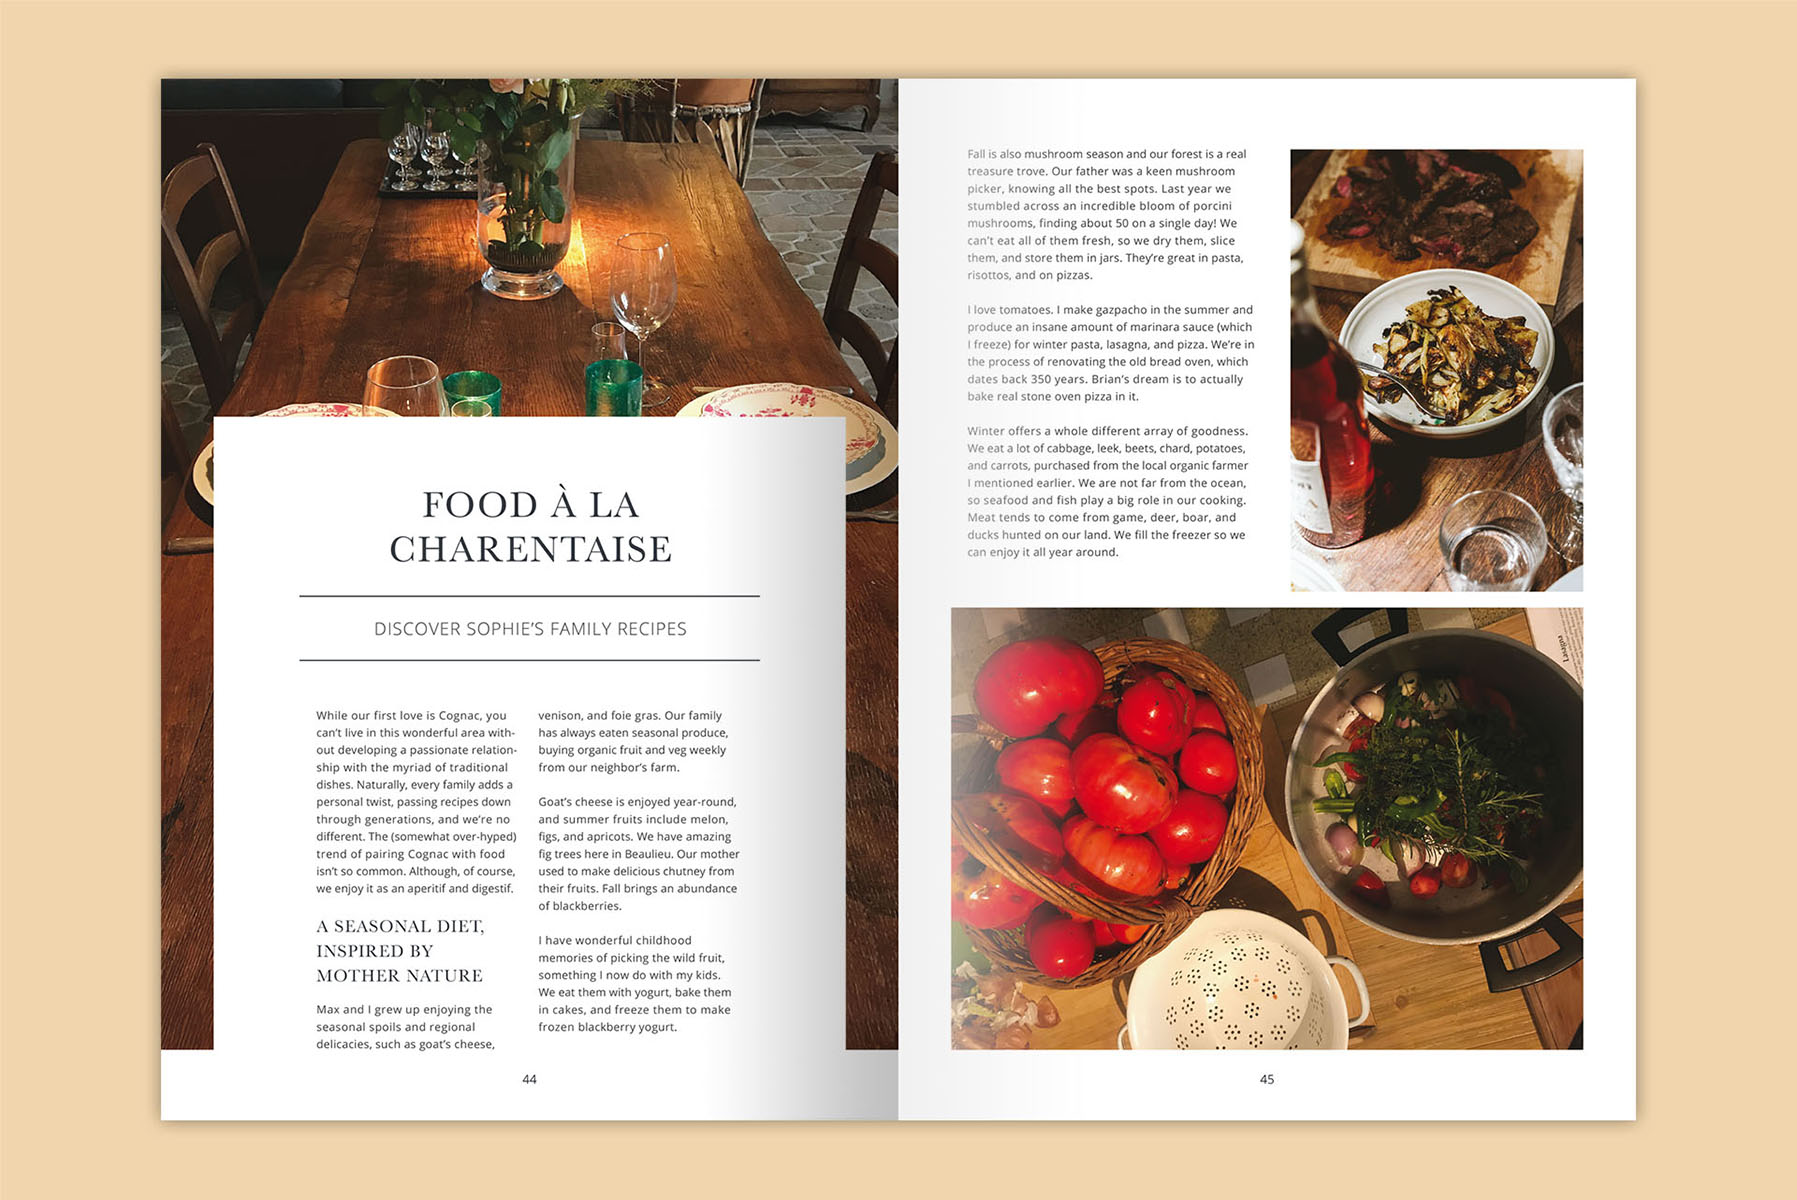 FOOD À LA
CHARENTAISE
DISCOVER SOPHIE’S FAMILY RECIPES
While our first love is Cognac, you
can’t live in this wonderful area with-
out developing a passionate relation-
ship with the myriad of traditional
dishes. Naturally, every family adds a
personal twist, passing recipes down
through generations, and we’re no
different. The (somewhat over-hyped)
trend of pairing Cognac with food
isn’t so common. Although, of course,
we enjoy it as an aperitif and digestif.
A SEASONAL DIET,
INSPIRED BY
MOTHER NATURE
Max and I grew up enjoying the
seasonal spoils and regional
delicacies, such as goat’s cheese,
venison, and foie gras. Our family
has always eaten seasonal produce,
buying organic fruit and veg weekly
from our neighbor’s farm.
Goat’s cheese is enjoyed year-round,
and summer fruits include melon,
figs, and apricots. We have amazing
fig trees here in Beaulieu. Our mother
used to make delicious chutney from
their fruits. Fall brings an abundance
of blackberries.
I have wonderful childhood
memories of picking the wild fruit,
something I now do with my kids.
We eat them with yogurt, bake them
in cakes, and freeze them to make
frozen blackberry yogurt.
44
Fall is also mushroom season and our forest is a real
treasure trove. Our father was a keen mushroom
picker, knowing all the best spots. Last year we
stumbled across an incredible bloom of porcini
mushrooms, finding about 50 on a single day! We
can’t eat all of them fresh, so we dry them, slice
them, and store them in jars. They’re great in pasta,
risottos, and on pizzas.
I love tomatoes. I make gazpacho in the summer and
produce an insane amount of marinara sauce (which
I freeze) for winter pasta, lasagna, and pizza. We’re in
the process of renovating the old bread oven, which
dates back 350 years. Brian’s dream is to actually
bake real stone oven pizza in it.
Winter offers a whole different array of goodness.
We eat a lot of cabbage, leek, beets, chard, potatoes,
and carrots, purchased from the local organic farmer
I mentioned earlier. We are not far from the ocean,
so seafood and fish play a big role in our cooking.
Meat tends to come from game, deer, boar, and
ducks hunted on our land. We fill the freezer so we
can enjoy it all year around.
Lasagna
45